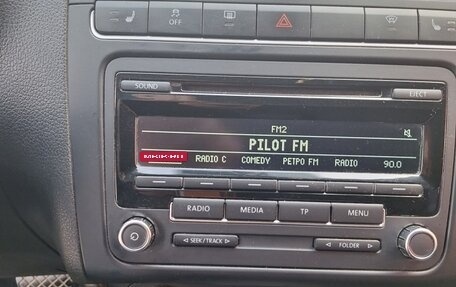 OFF
SOUND
EJECT
FM2
PILOT FM
RADIO C COMEDY РЕТРО FM RADIO 90.0
RADIO MEDIA TP MENU
SEEK/TRACK FOLDER